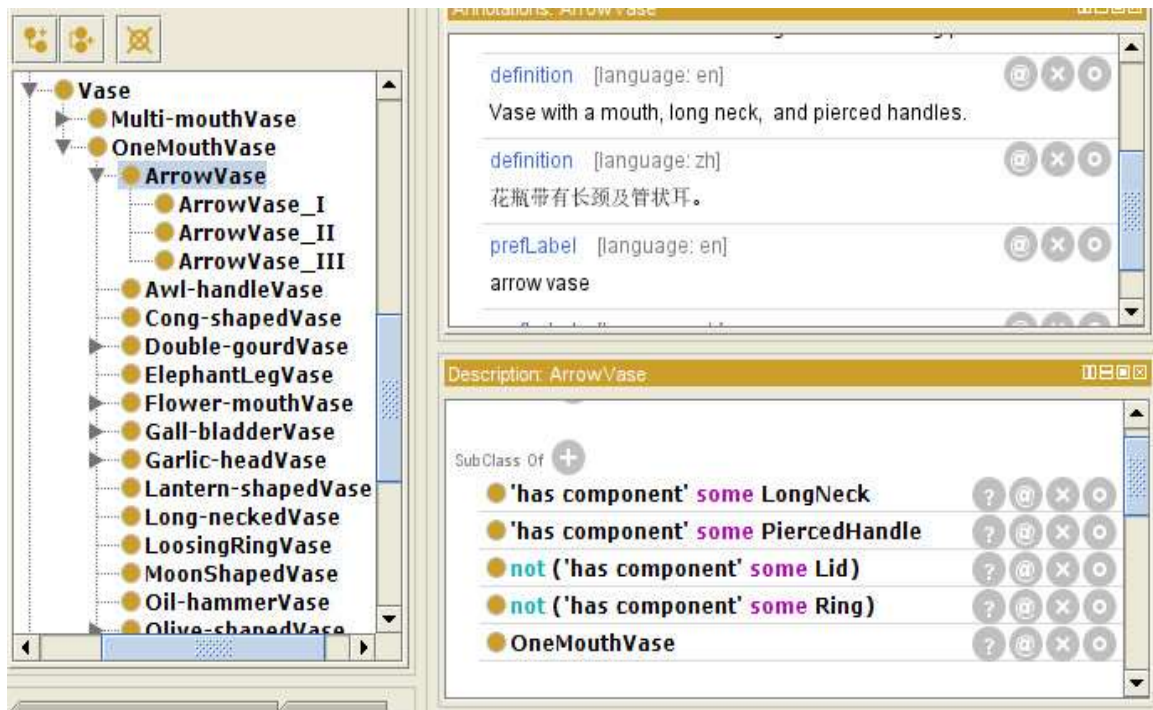 Vase
Multi-mouthVase
OneMouthVase
ArrowVase
ArrowVase_I
ArrowVase_II
ArrowVase_III
Awl-handleVase
Cong-shapedVase
Double-gourdVase
ElephantLegVase
Flower-mouthVase
Gall-bladderVase
Garlic-headVase
Lantern-shapedVase
Long-neckedVase
LoosingRingVase
MoonShapedVase
Oil-hammerVase
Olive-shapedVase
Annotations: ArrowVase
definition [language: en]
Vase with a mouth, long neck, and pierced handles.
definition [language: zh]
花瓶带有长颈及管状耳。
prefLabel [language: en]
arrow vase
Description: ArrowVase
SubClass Of
'has component' some LongNeck
'has component' some PiercedHandle
not ('has component' some Lid)
not ('has component' some Ring)
OneMouthVase